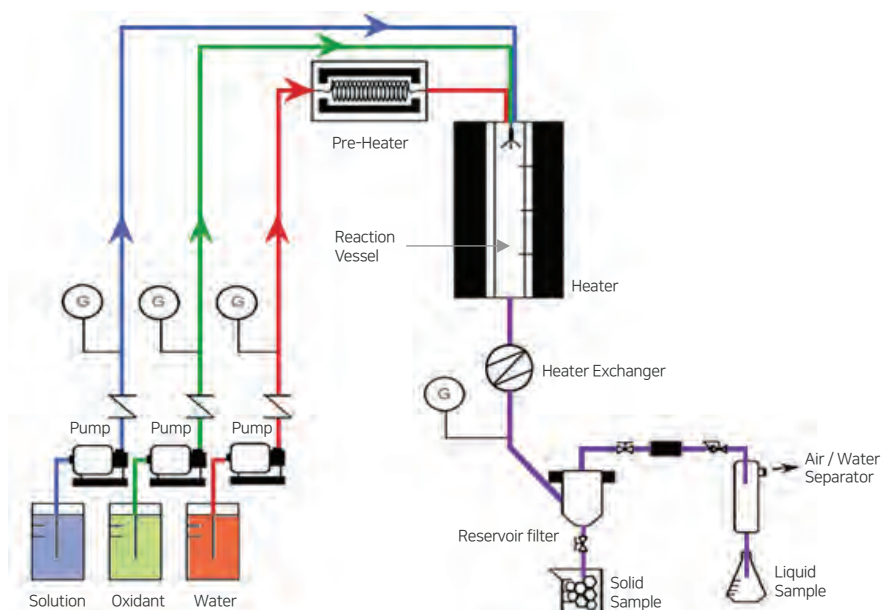 Pre-Heater
Reaction
Vessel
Heater
G
G
G
Heater Exchanger
G
Pump
Pump
Pump
Air / Water
Separator
Reservoir filter
Solution
Oxidant
Water
Solid
Sample
Liquid
Sample